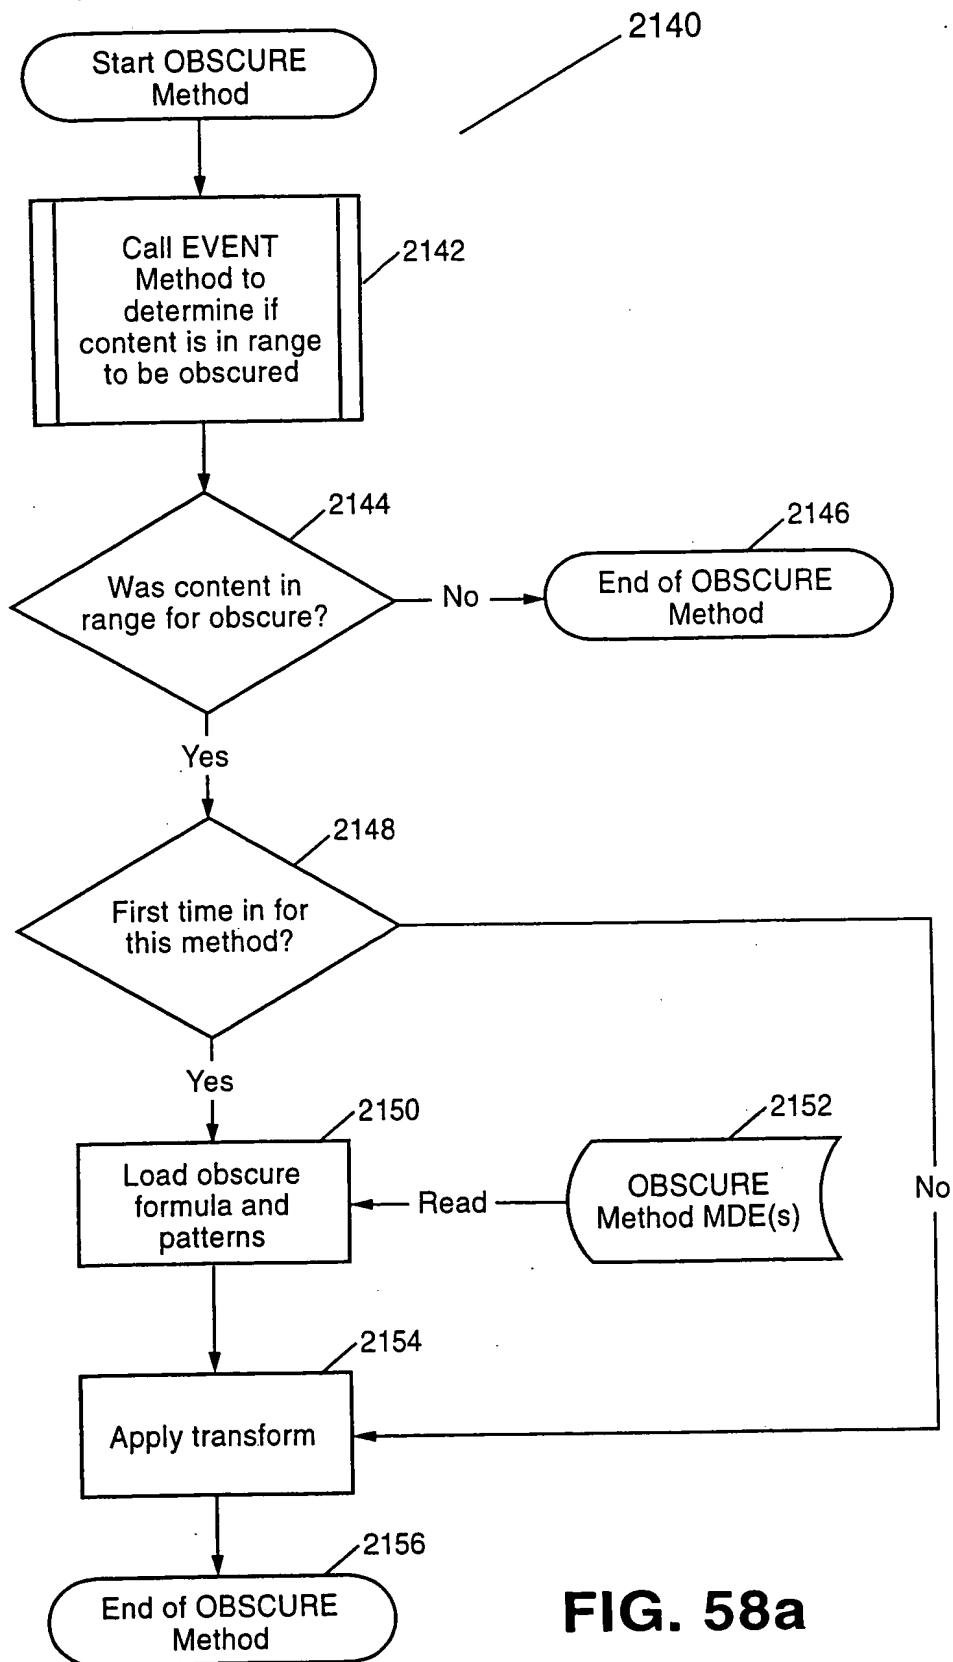 2140
Start OBSCURE
Method
Call EVENT
Method to
determine if
content is in range
to be obscured
2142
2144
Was content in
range for obscure?
No
2146
End of OBSCURE
Method
Yes
2148
First time in for
this method?
Yes
No
2150
Load obscure
formula and
patterns
Read
2152
OBSCURE
Method MDE(s)
2154
Apply transform
2156
End of OBSCURE
Method
FIG. 58a